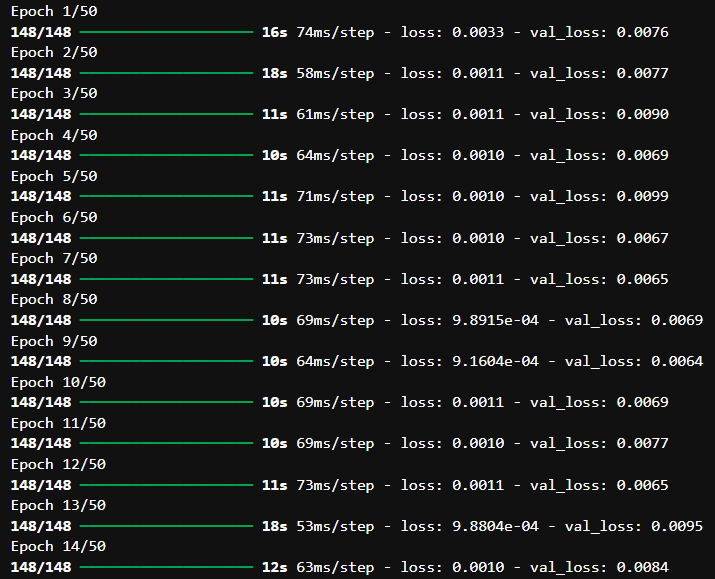 Epoch 1/50
148/148 ━━━━━━━━━━━━━━━━━━━━ 16s 74ms/step - loss: 0.0033 - val_loss: 0.0076
Epoch 2/50
148/148 ━━━━━━━━━━━━━━━━━━━━ 18s 58ms/step - loss: 0.0011 - val_loss: 0.0077
Epoch 3/50
148/148 ━━━━━━━━━━━━━━━━━━━━ 11s 61ms/step - loss: 0.0011 - val_loss: 0.0090
Epoch 4/50
148/148 ━━━━━━━━━━━━━━━━━━━━ 10s 64ms/step - loss: 0.0010 - val_loss: 0.0069
Epoch 5/50
148/148 ━━━━━━━━━━━━━━━━━━━━ 11s 71ms/step - loss: 0.0010 - val_loss: 0.0099
Epoch 6/50
148/148 ━━━━━━━━━━━━━━━━━━━━ 11s 73ms/step - loss: 0.0010 - val_loss: 0.0067
Epoch 7/50
148/148 ━━━━━━━━━━━━━━━━━━━━ 11s 73ms/step - loss: 0.0011 - val_loss: 0.0065
Epoch 8/50
148/148 ━━━━━━━━━━━━━━━━━━━━ 10s 69ms/step - loss: 9.8915e-04 - val_loss: 0.0069
Epoch 9/50
148/148 ━━━━━━━━━━━━━━━━━━━━ 10s 64ms/step - loss: 9.1604e-04 - val_loss: 0.0064
Epoch 10/50
148/148 ━━━━━━━━━━━━━━━━━━━━ 10s 69ms/step - loss: 0.0011 - val_loss: 0.0069
Epoch 11/50
148/148 ━━━━━━━━━━━━━━━━━━━━ 10s 69ms/step - loss: 0.0010 - val_loss: 0.0077
Epoch 12/50
148/148 ━━━━━━━━━━━━━━━━━━━━ 11s 73ms/step - loss: 0.0011 - val_loss: 0.0065
Epoch 13/50
148/148 ━━━━━━━━━━━━━━━━━━━━ 18s 53ms/step - loss: 9.8804e-04 - val_loss: 0.0095
Epoch 14/50
148/148 ━━━━━━━━━━━━━━━━━━━━ 12s 63ms/step - loss: 0.0010 - val_loss: 0.0084